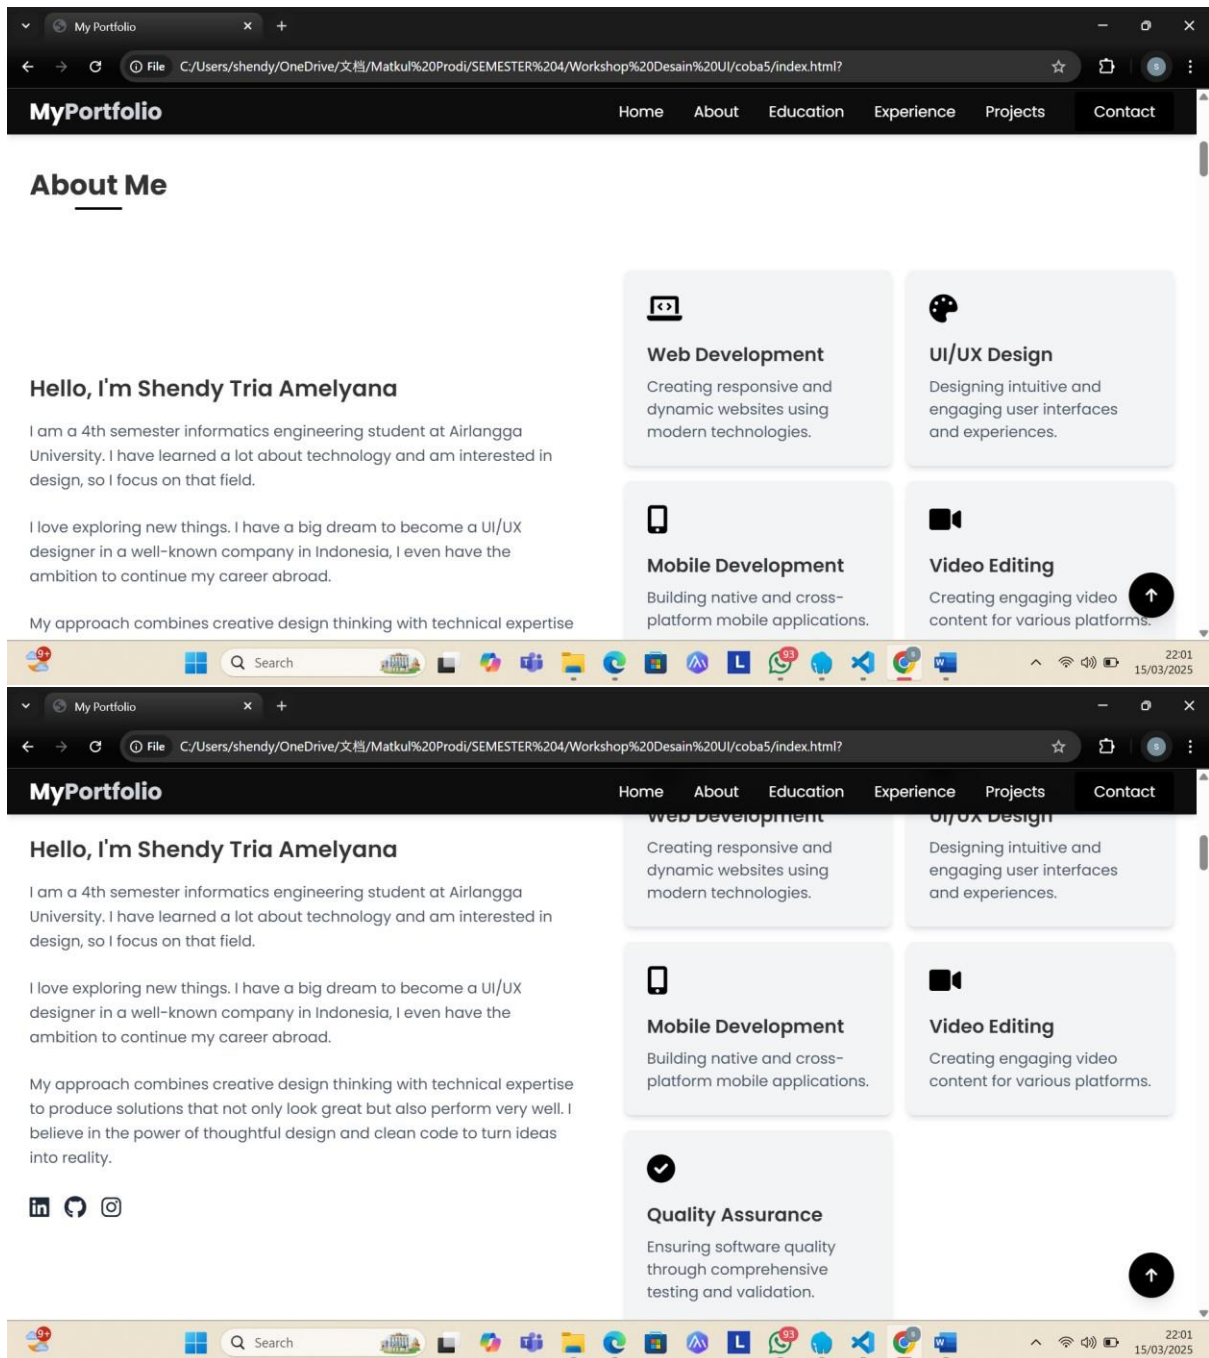 My Portfolio
File C:/Users/shendy/OneDrive/文档/Matkul%20Prodi/SEMESTER%204/Workshop%20Desain%20UI/coba5/index.html?
MyPortfolio
Home About Education Experience Projects Contact
About Me
Hello, I'm Shendy Tria Amelyana
I am a 4th semester informatics engineering student at Airlangga
University. I have learned a lot about technology and am interested in
design, so I focus on that field.
I love exploring new things. I have a big dream to become a UI/UX
designer in a well-known company in Indonesia, I even have the
ambition to continue my career abroad.
My approach combines creative design thinking with technical expertise
Web Development
Creating responsive and
dynamic websites using
modern technologies.
UI/UX Design
Designing intuitive and
engaging user interfaces
and experiences.
Mobile Development
Building native and cross-
platform mobile applications.
Video Editing
Creating engaging video
content for various platforms.
9+
Search
L
93
S
W
22:01
15/03/2025
My Portfolio
File C:/Users/shendy/OneDrive/文档/Matkul%20Prodi/SEMESTER%204/Workshop%20Desain%20UI/coba5/index.html?
MyPortfolio
Home About Education Experience Projects Contact
Hello, I'm Shendy Tria Amelyana
I am a 4th semester informatics engineering student at Airlangga
University. I have learned a lot about technology and am interested in
design, so I focus on that field.
I love exploring new things. I have a big dream to become a UI/UX
designer in a well-known company in Indonesia, I even have the
ambition to continue my career abroad.
My approach combines creative design thinking with technical expertise
to produce solutions that not only look great but also perform very well. I
believe in the power of thoughtful design and clean code to turn ideas
into reality.
in
Web Development
Creating responsive and
dynamic websites using
modern technologies.
UI/UX Design
Designing intuitive and
engaging user interfaces
and experiences.
Mobile Development
Building native and cross-
platform mobile applications.
Video Editing
Creating engaging video
content for various platforms.
Quality Assurance
Ensuring software quality
through comprehensive
testing and validation.
9+
Search
L
93
S
W
22:01
15/03/2025